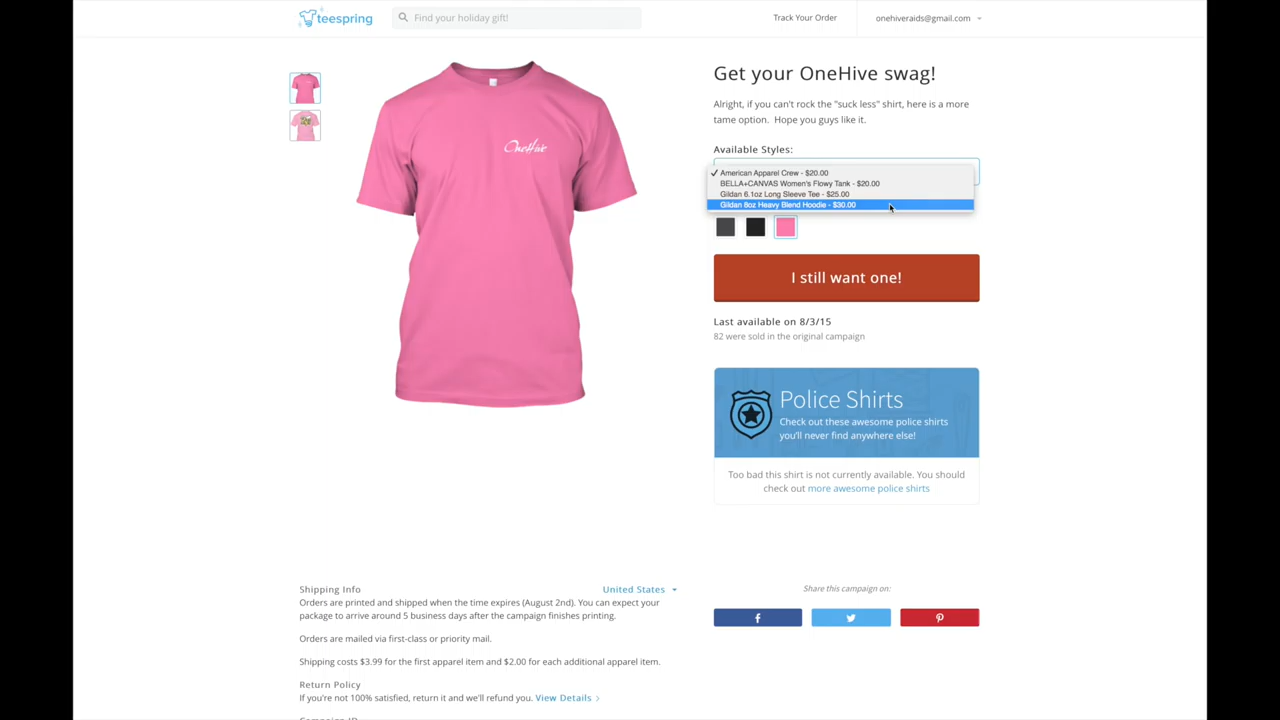 teespring
Find your holiday gift!
Track Your Order
onehiveraids@gmail.com
OneHive
Get your OneHive swag!
Alright, if you can't rock the "suck less" shirt, here is a more
tame option. Hope you guys like it.
Available Styles:
✓ American Apparel Crew - $20.00
BELLA+CANVAS Women's Flowy Tank - $20.00
Gildan 6.1oz Long Sleeve Tee - $25.00
Gildan 8oz Heavy Blend Hoodie - $30.00
I still want one!
Last available on 8/3/15
82 were sold in the original campaign
Police Shirts
Check out these awesome police shirts
you'll never find anywhere else!
Too bad this shirt is not currently available. You should
check out more awesome police shirts
Shipping Info
United States
Orders are printed and shipped when the time expires (August 2nd). You can expect your
package to arrive around 5 business days after the campaign finishes printing.
Orders are mailed via first-class or priority mail.
Shipping costs $3.99 for the first apparel item and $2.00 for each additional apparel item.
Return Policy
If you're not 100% satisfied, return it and we'll refund you. View Details >
Campaign ID
Share this campaign on: